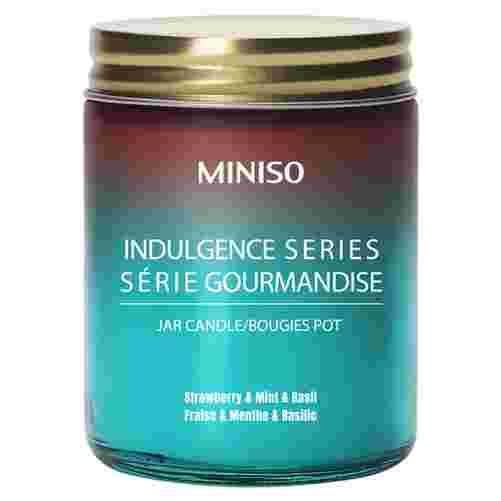 MINISO
INDULGENCE SERIES
SÉRIE GOURMANDISE
JAR CANDLE/BOUGIES POT
Strawberry & Mint & Basil
Fraise & Menthe & Basilic